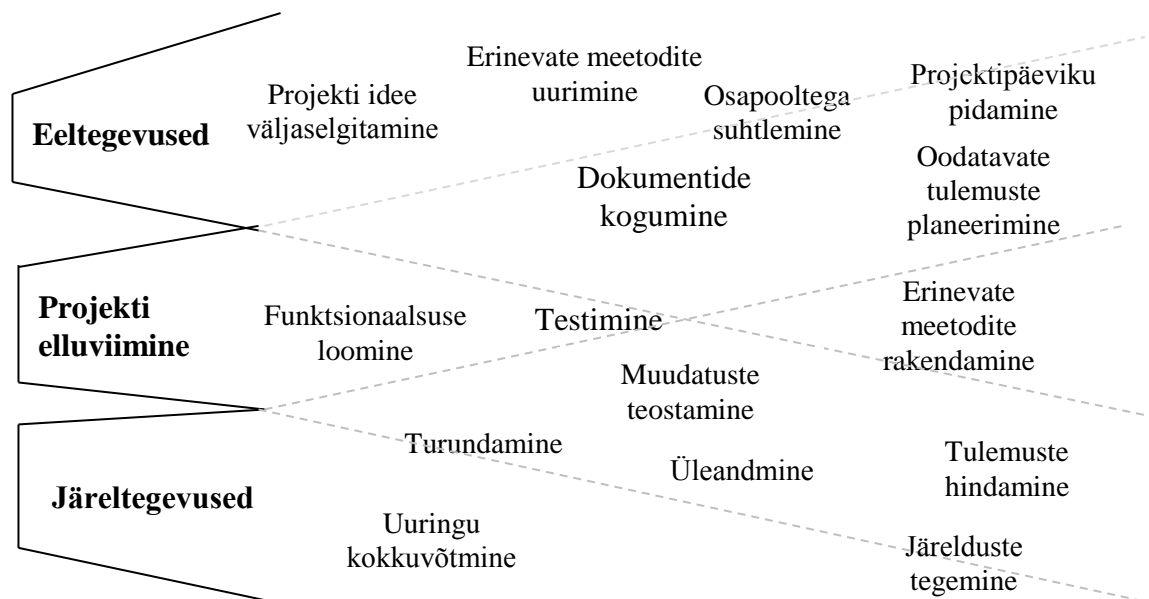 Eeltegevused
Projekti idee
väljaselgitamine
Erinevate meetodite
uurimine
Osapooltega
suhtlemine
Projektipäeviku
pidamine
Dokumentide
kogumine
Oodatavate
tulemuste
planeerimine
Projekti
elluviimine
Funktsionaalsuse
loomine
Testimine
Erinevate
meetodite
rakendamine
Muudatuste
teostamine
Järeltegevused
Turundamine
Üleandmine
Tulemuste
hindamine
Uuringu
kokkuvõtmine
Järelduste
tegemine